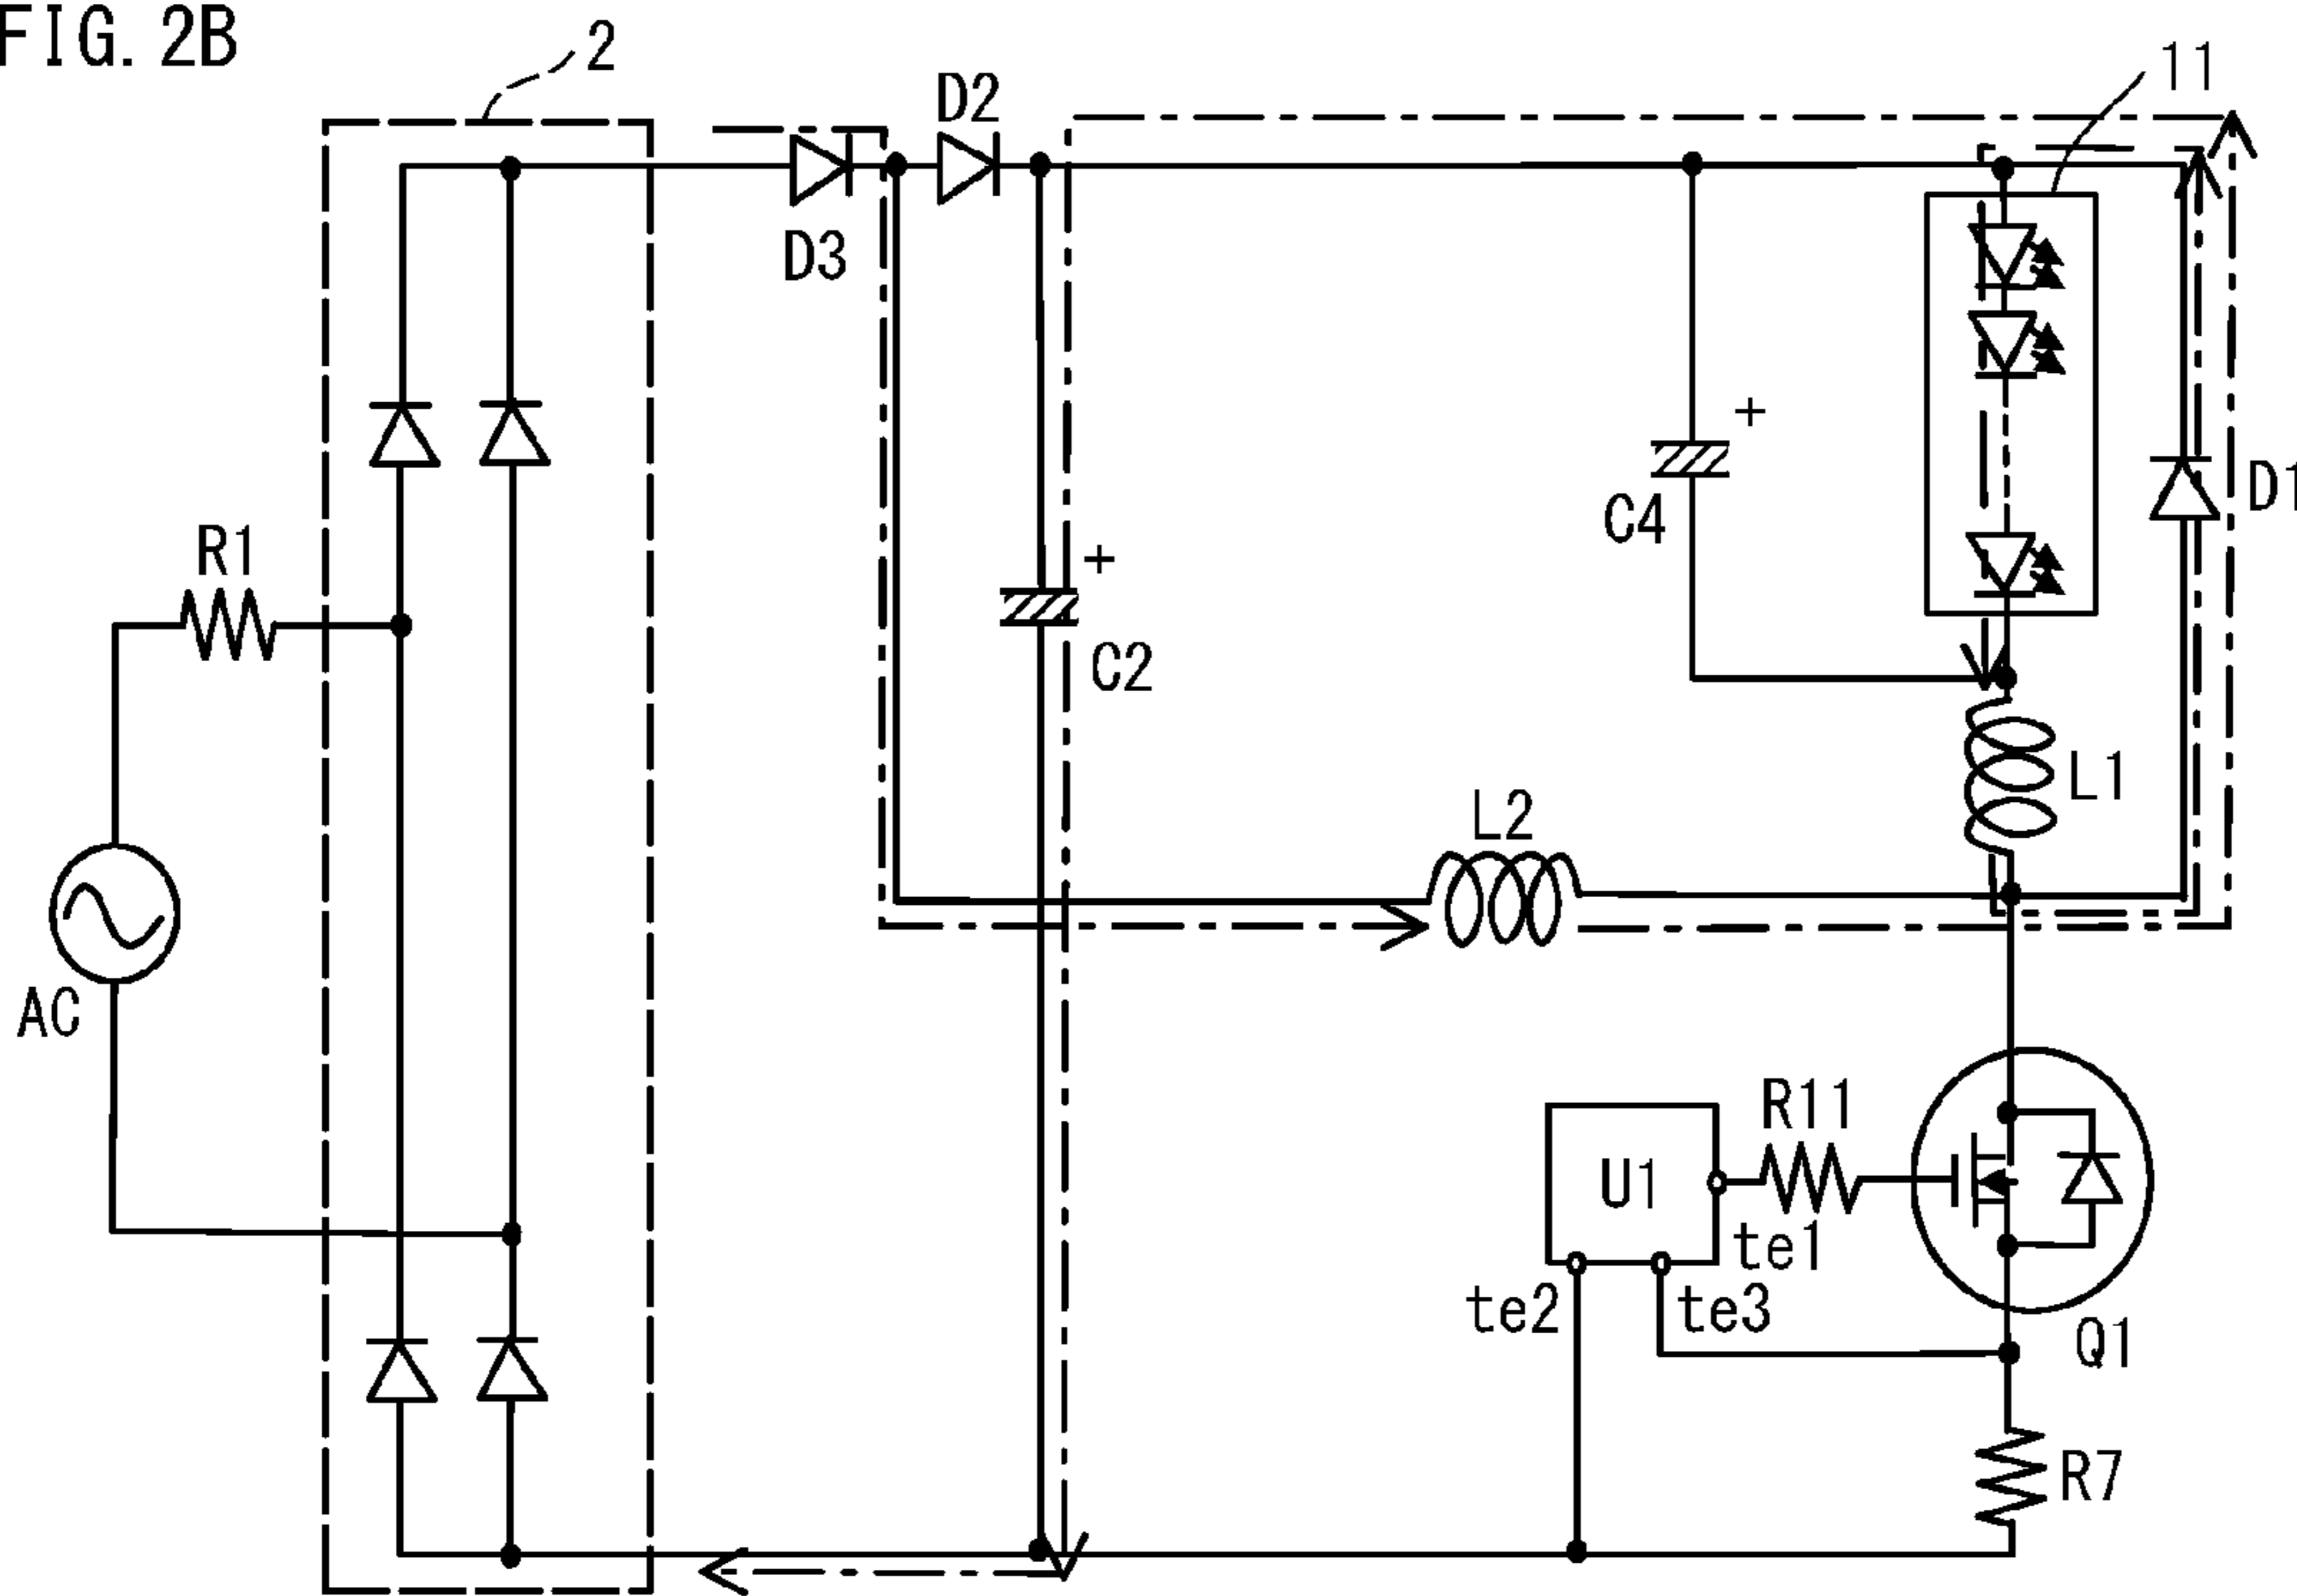 FIG. 2B
2
11
D2
D3
+
C4
D1
R1
+
C2
L1
L2
AC
R11
U1
te1
te2
te3
Q1
R7